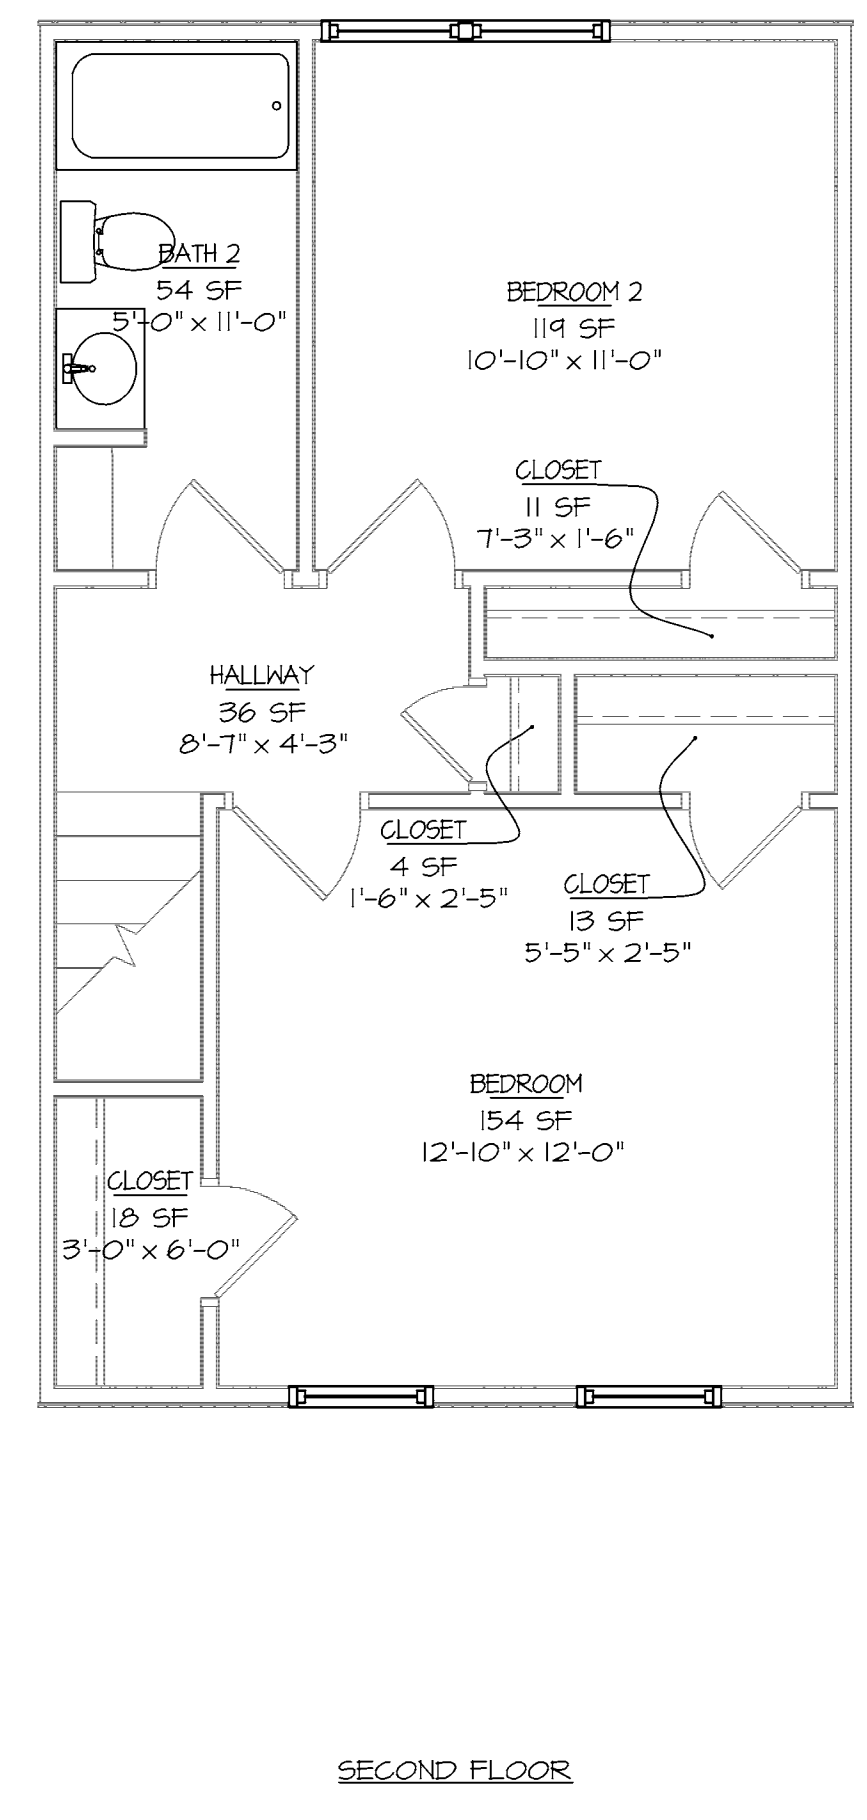 BATH 2
54 SF
5'-0" x 11'-0"
BEDROOM 2
119 SF
10'-10" x 11'-0"
CLOSET
11 SF
7'-3" x 1'-6"
HALLWAY
36 SF
8'-7" x 4'-3"
CLOSET
4 SF
1'-6" x 2'-5"
CLOSET
13 SF
5'-5" x 2'-5"
BEDROOM
154 SF
12'-10" x 12'-0"
CLOSET
18 SF
3'-0" x 6'-0"
SECOND FLOOR